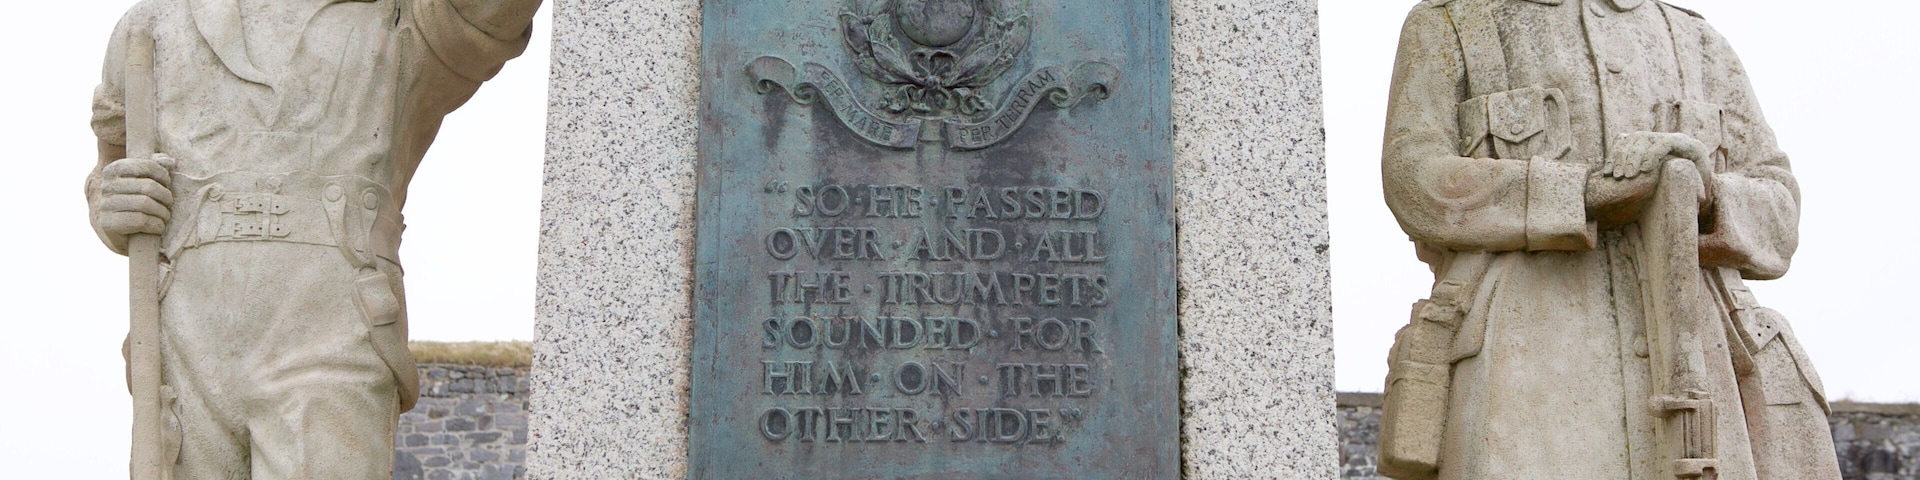 PER·MARE
PER·TERRAM
“SO·HE·PASSED
OVER·AND·ALL
THE·TRUMPETS
SOUNDED·FOR
HIM·ON·THE
OTHER·SIDE.”